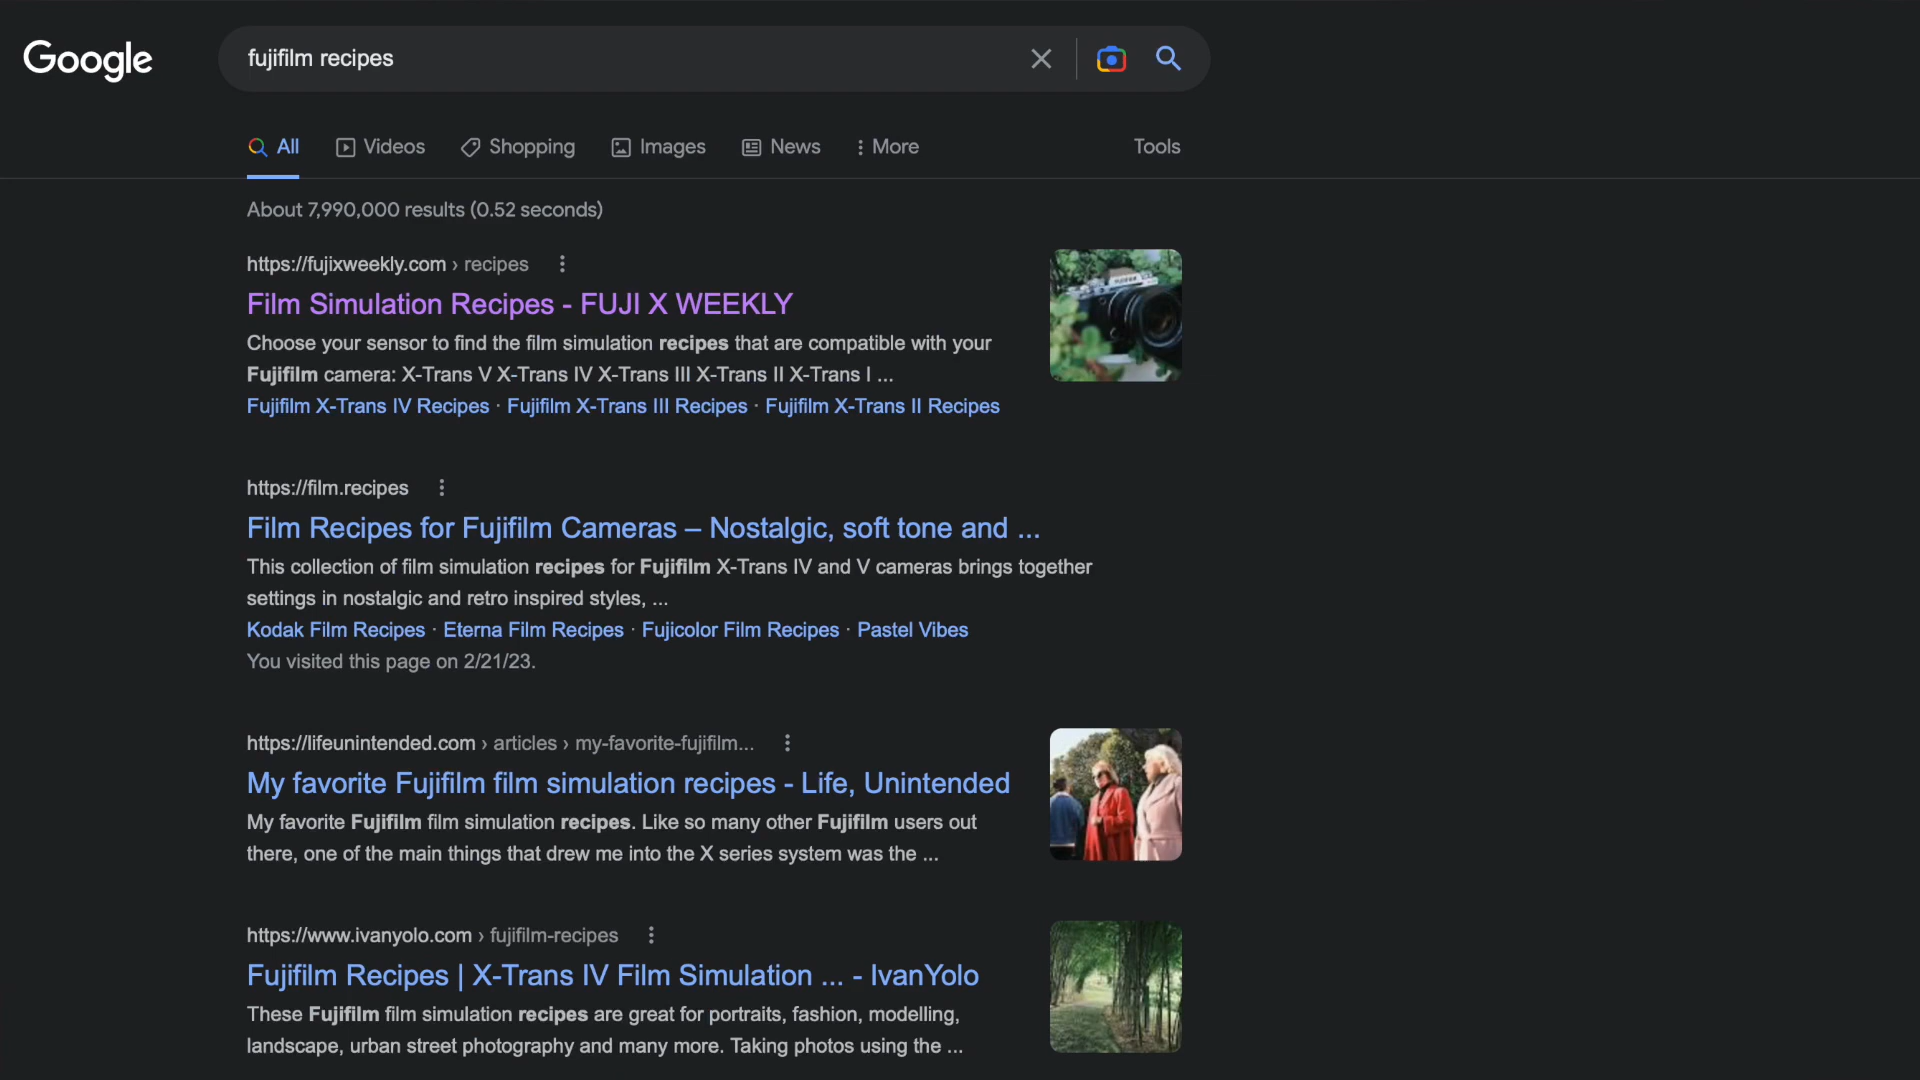 Google
fujifilm recipes
All Videos Shopping Images News More Tools
About 7,990,000 results (0.52 seconds)
https://fujixweekly.com › recipes
Film Simulation Recipes - FUJI X WEEKLY
Choose your sensor to find the film simulation recipes that are compatible with your
Fujifilm camera: X-Trans V X-Trans IV X-Trans III X-Trans II X-Trans I ...
Fujifilm X-Trans IV Recipes · Fujifilm X-Trans III Recipes · Fujifilm X-Trans II Recipes
https://film.recipes
Film Recipes for Fujifilm Cameras – Nostalgic, soft tone and ...
This collection of film simulation recipes for Fujifilm X-Trans IV and V cameras brings together
settings in nostalgic and retro inspired styles, ...
Kodak Film Recipes · Eterna Film Recipes · Fujicolor Film Recipes · Pastel Vibes
You visited this page on 2/21/23.
https://lifeunintended.com › articles › my-favorite-fujifilm...
My favorite Fujifilm film simulation recipes - Life, Unintended
My favorite Fujifilm film simulation recipes. Like so many other Fujifilm users out
there, one of the main things that drew me into the X series system was the ...
https://www.ivanyolo.com › fujifilm-recipes
Fujifilm Recipes | X-Trans IV Film Simulation ... - IvanYolo
These Fujifilm film simulation recipes are great for portraits, fashion, modelling,
landscape, urban street photography and many more. Taking photos using the ...